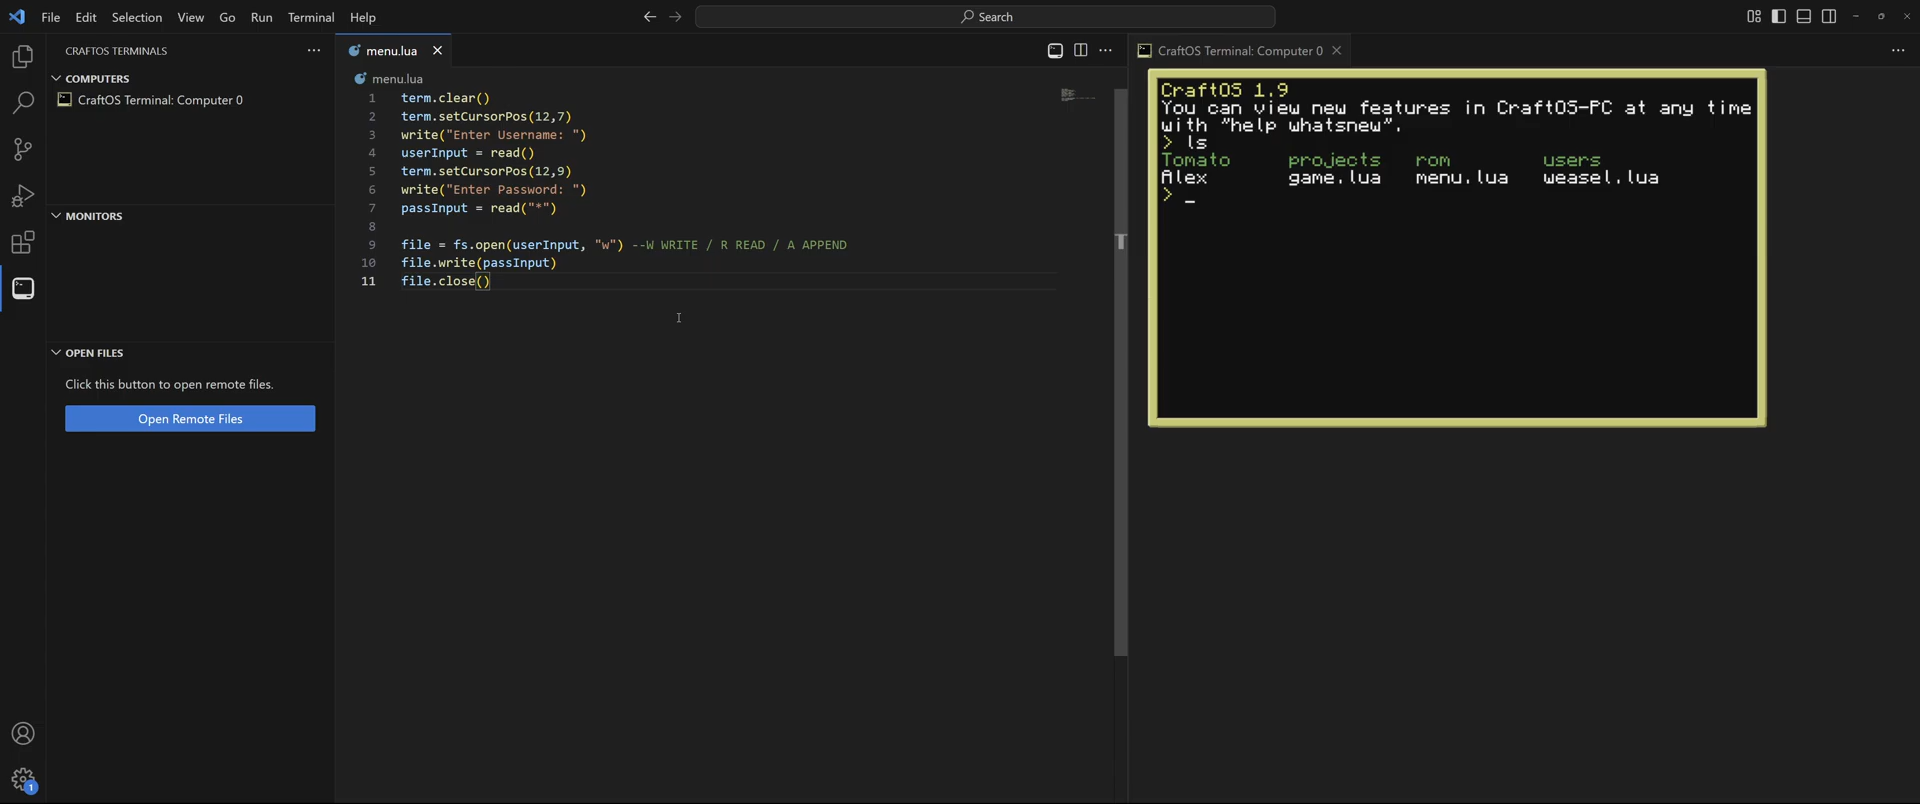 File Edit Selection View Go Run Terminal Help Search
CRAFTOS TERMINALS
COMPUTERS
CraftOS Terminal: Computer 0
MONITORS
OPEN FILES
Click this button to open remote files.
Open Remote Files
1
menu.lua
menu.lua
1 term.clear()
2 term.setCursorPos(12,7)
3 write("Enter Username: ")
4 userInput = read()
5 term.setCursorPos(12,9)
6 write("Enter Password: ")
7 passInput = read("*")
8
9 file = fs.open(userInput, "w") --W WRITE / R READ / A APPEND
10 file.write(passInput)
11 file.close()
CraftOS Terminal: Computer 0
CraftOS 1.9
You can view new features in CraftOS-PC at any time
with "help whatsnew".
> ls
Tomato projects rom users
Alex game.lua menu.lua weasel.lua
> _